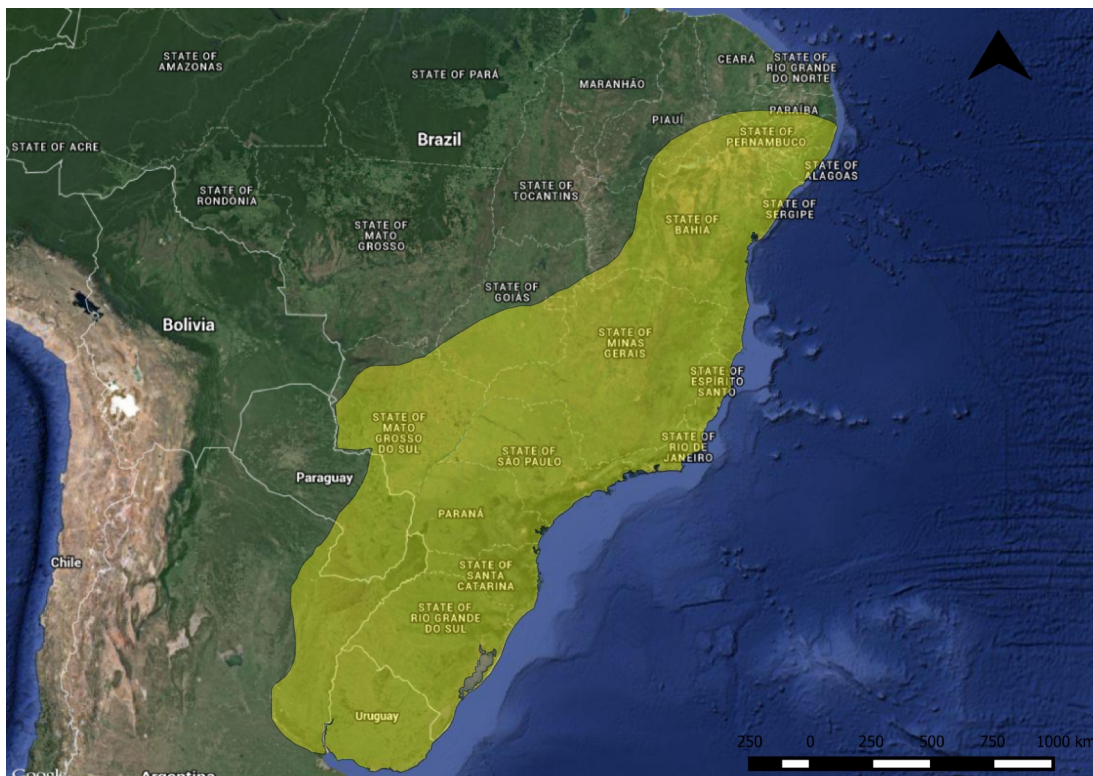 STATE OF
AMAZONAS
STATE OF PARÁ
MARANHÃO
CEARÁ
STATE OF
RIO GRANDE
DO NORTE
PARAÍBA
PIAUÍ
STATE OF
PERNAMBUCO
Brazil
STATE OF ACRE
STATE OF
ALAGOAS
STATE OF
RONDÔNIA
STATE OF
TOCANTINS
STATE OF
SERGIPE
STATE OF
MATO
GROSSO
STATE OF
BAHIA
STATE OF
GOIÁS
Bolivia
STATE OF
MINAS
GERAIS
STATE OF
ESPÍRITO
SANTO
STATE OF
MATO
GROSSO
DO SUL
STATE OF
SÃO PAULO
STATE OF
RIO DE
JANEIRO
Paraguay
PARANÁ
Chile
STATE OF
SANTA
CATARINA
STATE OF
RIO GRANDE
DO SUL
Uruguay
250 0 250 500 750 1000 km
Google
Argentina